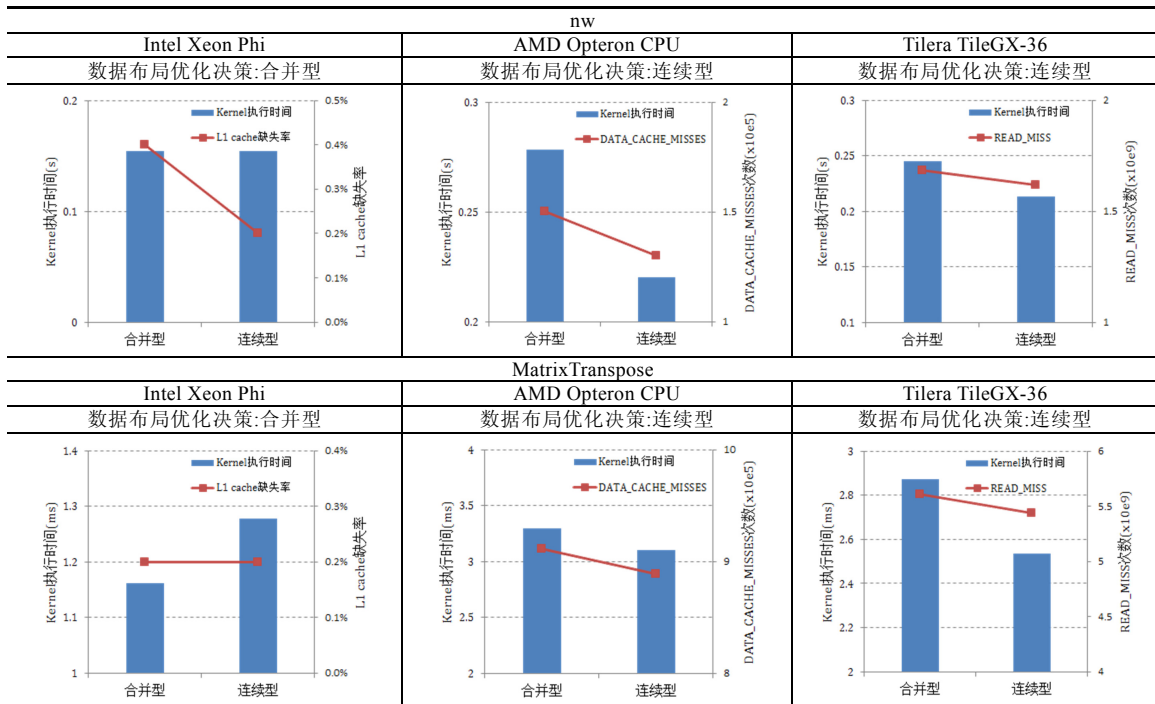 nw
Intel Xeon Phi
AMD Opteron CPU
Tilera TileGX-36
数据布局优化决策:合并型
数据布局优化决策:连续型
数据布局优化决策:连续型
Kernel执行时间(s)
0.2
0.1
0
Kernel执行时间
L1 cache缺失率
0.5%
0.4%
0.3%
0.2%
0.1%
0.0%
L1 cache缺失率
合并型
连续型
Kernel执行时间(s)
0.3
0.25
0.2
Kernel执行时间
DATA_CACHE_MISSES
2
1.5
1
DATA_CACHE_MISSES次数(x10e5)
合并型
连续型
Kernel执行时间(s)
0.3
0.25
0.2
0.15
0.1
Kernel执行时间
READ_MISS
2
1.5
1
READ_MISS次数(x10e9)
合并型
连续型
MatrixTranspose
Intel Xeon Phi
AMD Opteron CPU
Tilera TileGX-36
数据布局优化决策:合并型
数据布局优化决策:连续型
数据布局优化决策:连续型
Kernel执行时间(ms)
1.4
1.3
1.2
1.1
1
Kernel执行时间
L1 cache缺失率
0.4%
0.3%
0.2%
0.1%
0.0%
L1 cache缺失率
合并型
连续型
Kernel执行时间(ms)
4
3.5
3
2.5
2
Kernel执行时间
DATA_CACHE_MISSES
10
9
8
DATA_CACHE_MISSES次数(x10e5)
合并型
连续型
Kernel执行时间(ms)
3
2.8
2.6
2.4
2.2
2
Kernel执行时间
READ_MISS
6
5.5
5
4.5
4
READ_MISS次数(x10e9)
合并型
连续型